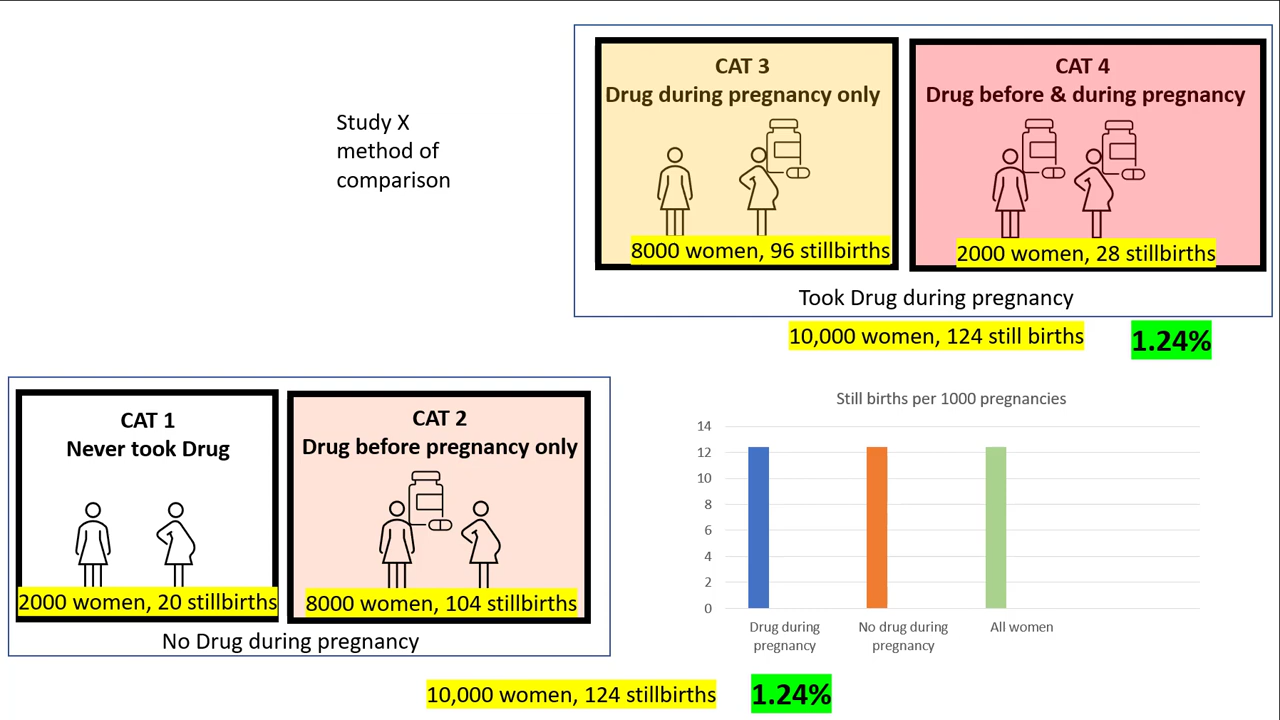 Study X
method of
comparison
CAT 3
Drug during pregnancy only
8000 women, 96 stillbirths
CAT 4
Drug before & during pregnancy
2000 women, 28 stillbirths
Took Drug during pregnancy
10,000 women, 124 still births
1.24%
CAT 1
Never took Drug
2000 women, 20 stillbirths
CAT 2
Drug before pregnancy only
8000 women, 104 stillbirths
No Drug during pregnancy
10,000 women, 124 stillbirths
1.24%
Still births per 1000 pregnancies
14
12
10
8
6
4
2
0
Drug during
pregnancy
No drug during
pregnancy
All women